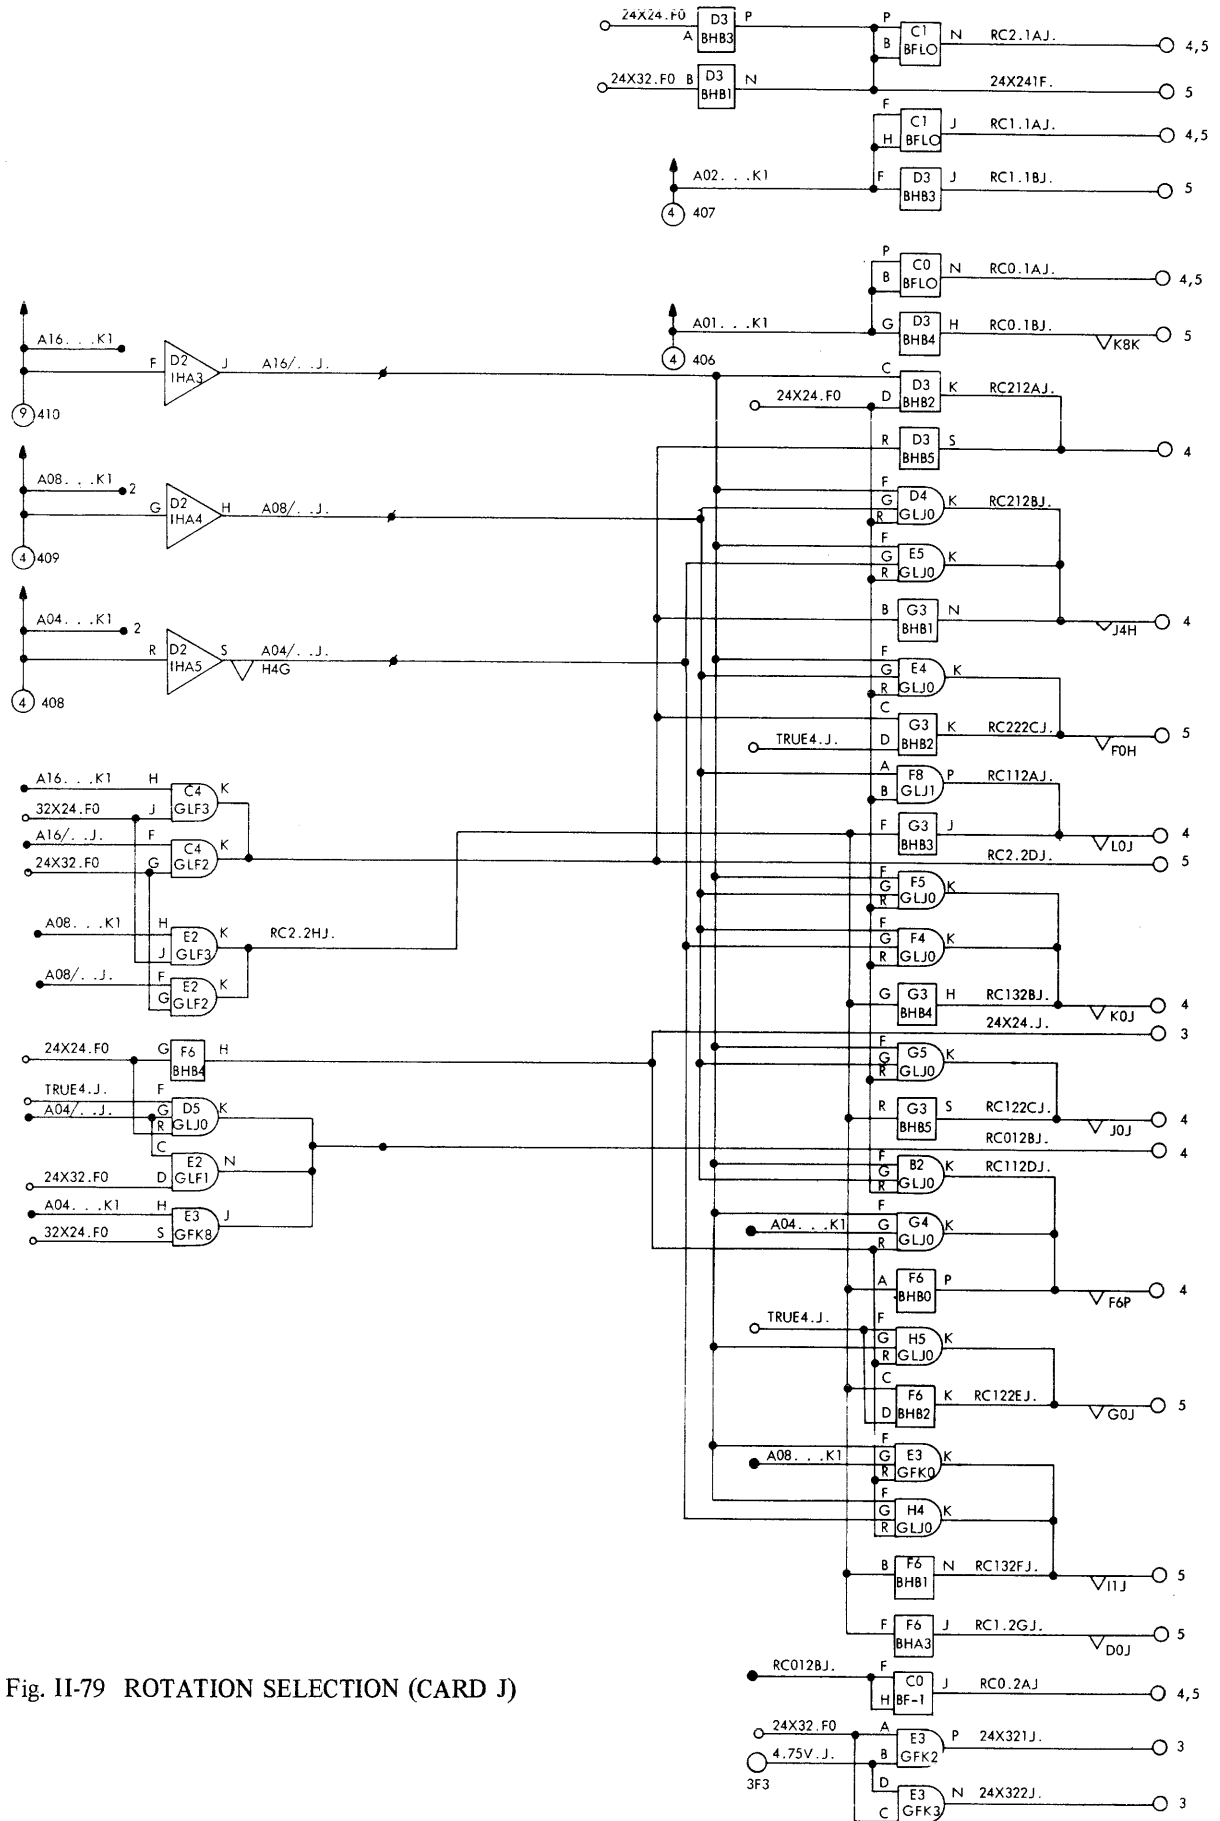 24X24.F0 A D3 BHB3 P
P B C1 BFLO N RC2.1AJ. 4,5
24X32.F0 B D3 BHB1 N 24X241F. 5
F H C1 BFLO J RC1.1AJ. 4,5
A02. . .K1 F D3 BHB3 J RC1.1BJ. 5
4 407
P B C0 BFLO N RC0.1AJ. 4,5
A01. . .K1 G D3 BHB4 H RC0.1BJ. K8K 5
4 406
A16. . .K1
F D2 IHA3 J A16/. .J.
9 410
C D D3 BHB2 K RC212AJ.
24X24.F0
R D3 BHB5 S 4
A08. . .K1 2
G D2 IHA4 H A08/. .J.
4 409
F G R D4 GLJ0 K RC212BJ.
F G R E5 GLJ0 K
B G3 BHB1 N J4H 4
A04. . .K1 2
R D2 IHA5 S A04/. .J.
H4G
4 408
F G R E4 GLJ0 K
C D G3 BHB2 K RC222CJ. F0H 5
TRUE4.J.
A16. . .K1 H
32X24.F0 J C4 GLF3 K
A B F8 GLJ1 P RC112AJ.
A16/. .J. F
24X32.F0 G C4 GLF2 K
F G3 BHB3 J L0J 4
RC2.2DJ. 5
F G R F5 GLJ0 K
A08. . .K1 H J E2 GLF3 K RC2.2HJ.
F G R F4 GLJ0 K
A08/. .J. F G E2 GLF2 K
G G3 BHB4 H RC132BJ. K0J 4
24X24.J. 3
24X24.F0 G F6 BHB4 H
F G R G5 GLJ0 K
TRUE4.J. F
A04/. .J. G R D5 GLJ0 K
R G3 BHB5 S RC122CJ. J0J 4
RC012BJ. 4
C
24X32.F0 D E2 GLF1 N
F G R B2 GLJ0 K RC112DJ.
A04. . .K1 H
32X24.F0 S E3 GFK8 J
A04. . .K1 F G R G4 GLJ0 K
A F6 BHB0 P F6P 4
TRUE4.J. F G R H5 GLJ0 K
C D F6 BHB2 K RC122EJ. G0J 5
A08. . .K1 F G R E3 GFK0 K
F G R H4 GLJ0 K
B F6 BHB1 N RC132FJ. I1J 5
F F6 BHA3 J RC1.2GJ. D0J 5
RC012BJ. F H C0 BF-1 J RC0.2AJ 4,5
Fig. II-79 ROTATION SELECTION (CARD J)
24X32.F0 A
4.75V.J. B E3 GFK2 P 24X321J. 3
3F3
D C E3 GFK3 N 24X322J. 3